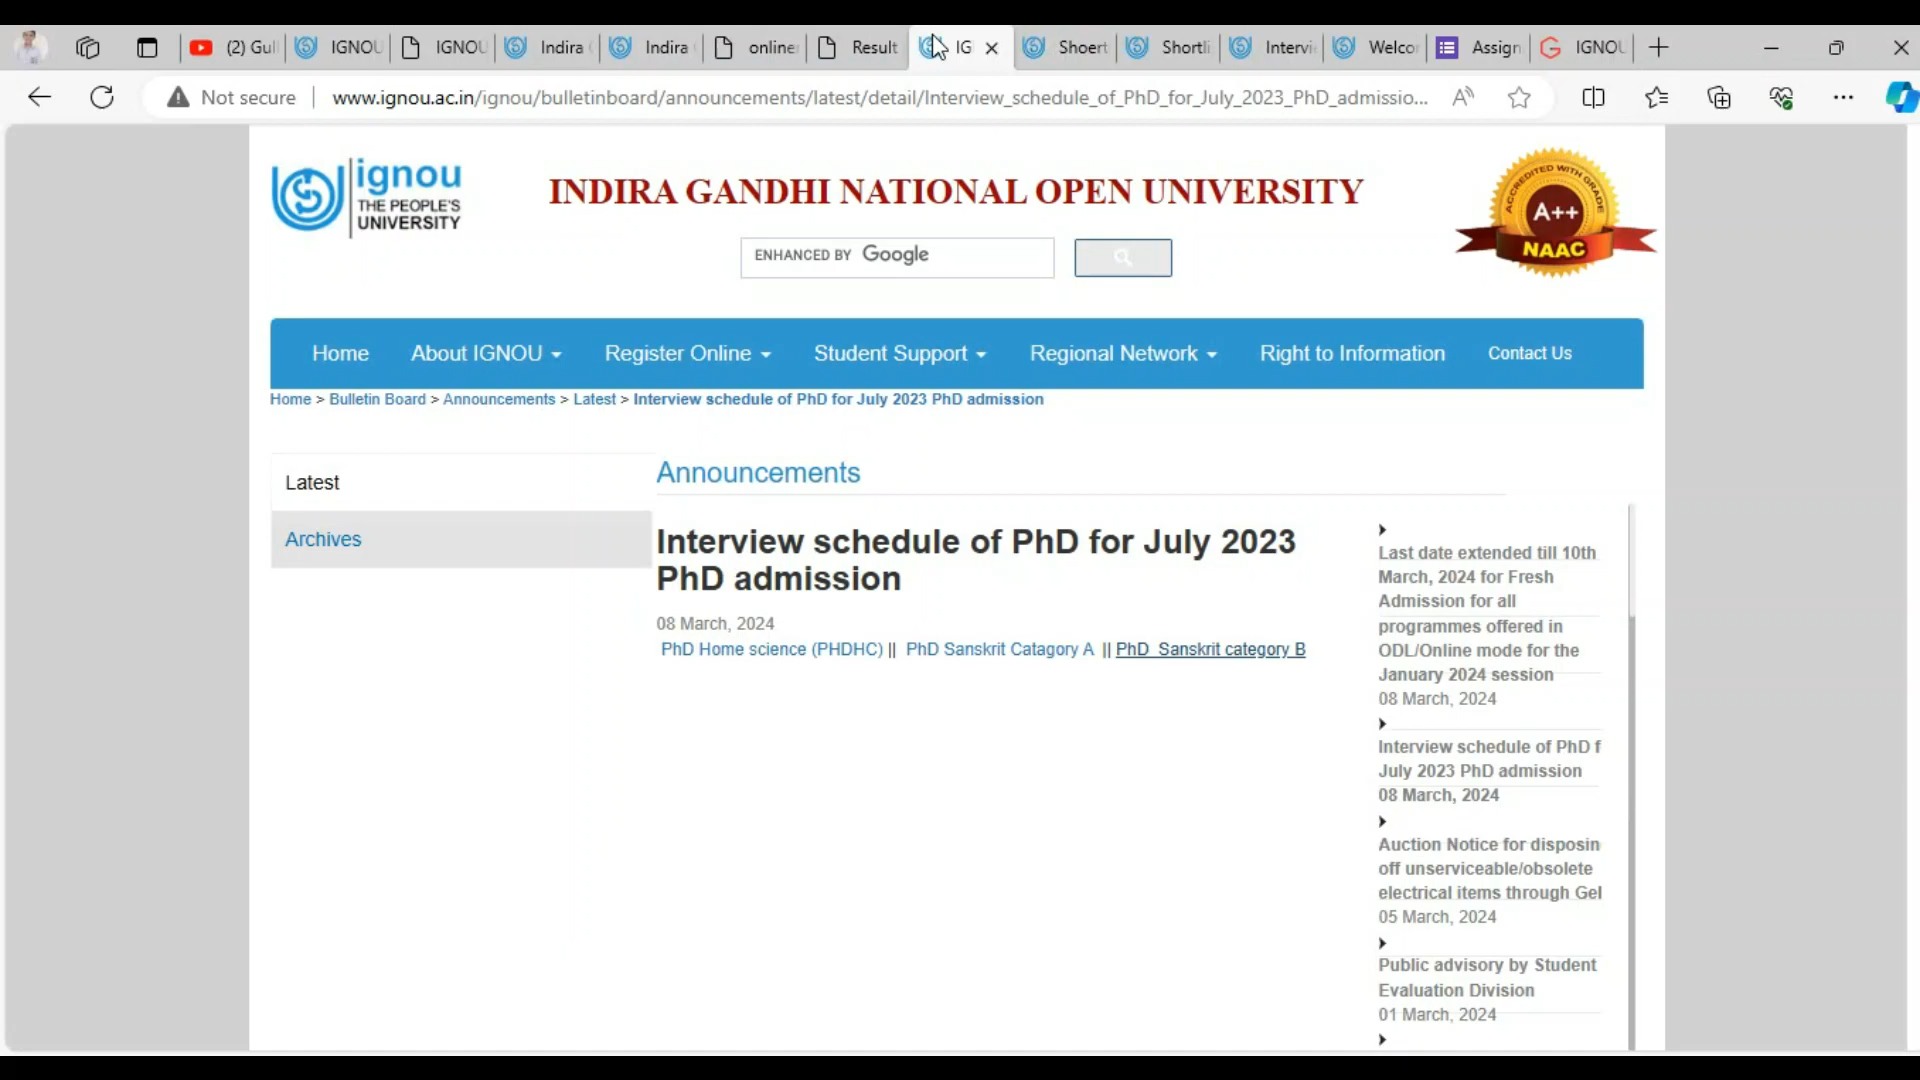 (2) Gul
IGNOU
IGNOU
Indira
Indira
online
Result
IG
Shoert
Shortli
Intervi
Welco
Assign
IGNOU
Not secure
www.ignou.ac.in/ignou/bulletinboard/announcements/latest/detail/Interview_schedule_of_PhD_for_July_2023_PhD_admissio...
ignou
THE PEOPLE'S
UNIVERSITY
INDIRA GANDHI NATIONAL OPEN UNIVERSITY
ENHANCED BY Google
ACCREDITED WITH GRADE
A++
NAAC
Home
About IGNOU
Register Online
Student Support
Regional Network
Right to Information
Contact Us
Home > Bulletin Board > Announcements > Latest > Interview schedule of PhD for July 2023 PhD admission
Latest
Archives
Announcements
Interview schedule of PhD for July 2023
PhD admission
08 March, 2024
PhD Home science (PHDHC) || PhD Sanskrit Catagory A || PhD Sanskrit category B
Last date extended till 10th
March, 2024 for Fresh
Admission for all
programmes offered in
ODL/Online mode for the
January 2024 session
08 March, 2024
Interview schedule of PhD f
July 2023 PhD admission
08 March, 2024
Auction Notice for disposin
off unserviceable/obsolete
electrical items through Gel
05 March, 2024
Public advisory by Student
Evaluation Division
01 March, 2024